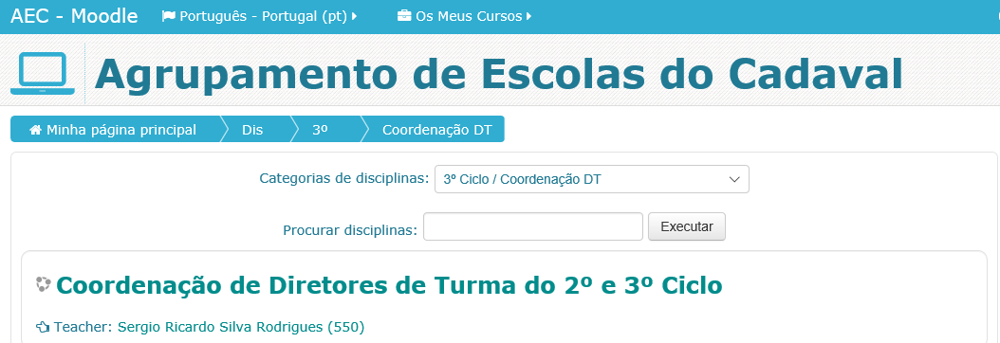 AEC - Moodle Português - Portugal (pt) Os Meus Cursos
Agrupamento de Escolas do Cadaval
Minha página principal Dis 3º Coordenação DT
Categorias de disciplinas: 3º Ciclo / Coordenação DT
Procurar disciplinas: Executar
Coordenação de Diretores de Turma do 2º e 3º Ciclo
Teacher: Sergio Ricardo Silva Rodrigues (550)